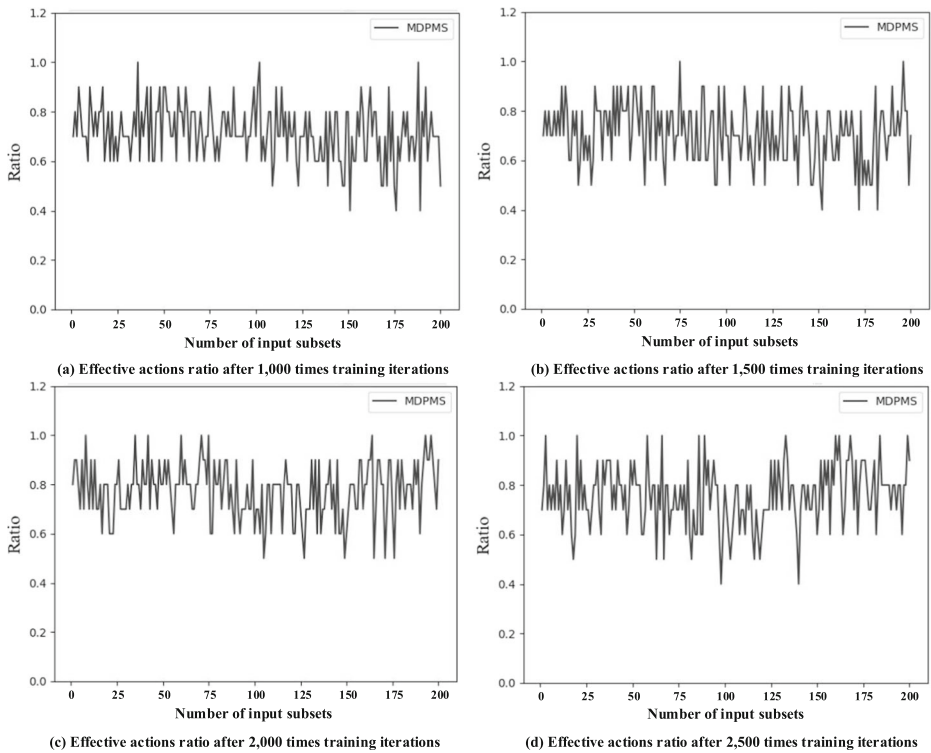 1.2
MDPMS
1.0
0.8
0.6
0.4
0.2
0.0
Ratio
0 25 50 75 100 125 150 175 200
Number of input subsets
(a) Effective actions ratio after 1,000 times training iterations
1.2
MDPMS
1.0
0.8
0.6
0.4
0.2
0.0
Ratio
0 25 50 75 100 125 150 175 200
Number of input subsets
(b) Effective actions ratio after 1,500 times training iterations
1.2
MDPMS
1.0
0.8
0.6
0.4
0.2
0.0
Ratio
0 25 50 75 100 125 150 175 200
Number of input subsets
(c) Effective actions ratio after 2,000 times training iterations
1.2
MDPMS
1.0
0.8
0.6
0.4
0.2
0.0
Ratio
0 25 50 75 100 125 150 175 200
Number of input subsets
(d) Effective actions ratio after 2,500 times training iterations